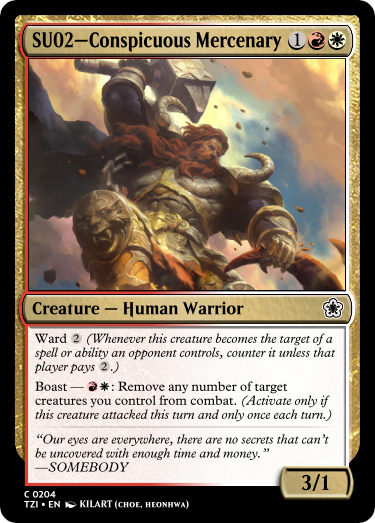 SU02—Conspicuous Mercenary 1
Creature — Human Warrior
Ward 2 (Whenever this creature becomes the target of a
spell or ability an opponent controls, counter it unless that
player pays 2.)
Boast — : Remove any number of target
creatures you control from combat. (Activate only if
this creature attacked this turn and only once each turn.)
“Our eyes are everywhere, there are no secrets that can’t
be uncovered with enough time and money.”
—SOMEBODY
3/1
C 0204
TZI • EN KILART (CHOE, HEONHWA)